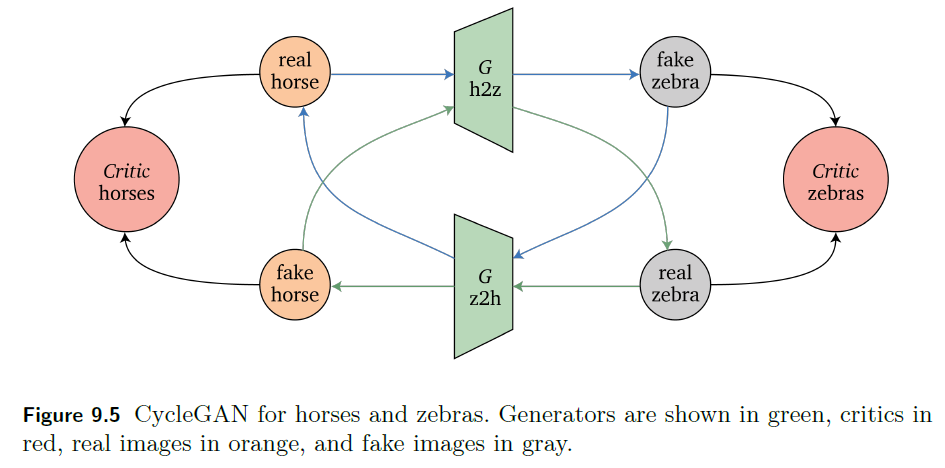 real
horse
G
h2z
fake
zebra
Critic
horses
Critic
zebras
fake
horse
G
z2h
real
zebra
Figure 9.5 CycleGAN for horses and zebras. Generators are shown in green, critics in
red, real images in orange, and fake images in gray.